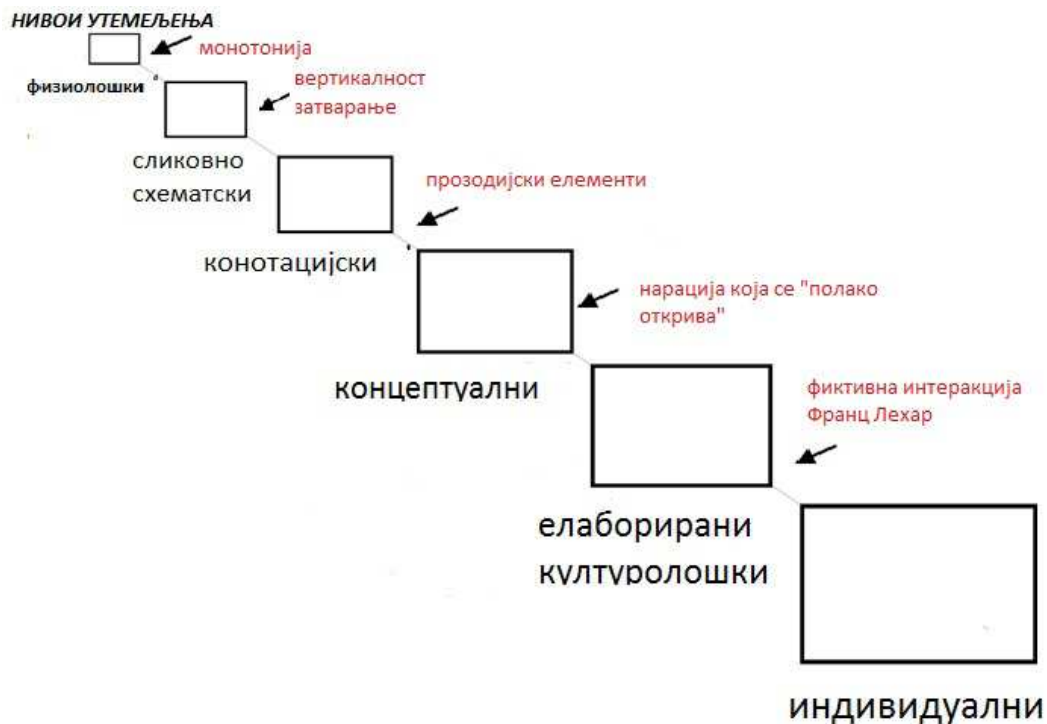 НИВОИ УТЕМЕЉЕЊА
монотонија
физиолошки
вертикалност
затварање
сликовно
схематски
прозодијски елементи
конотацијски
нарација која се "полако
открива"
концептуални
фиктивна интеракција
Франц Лехар
елаборирани
културолошки
индивидуални